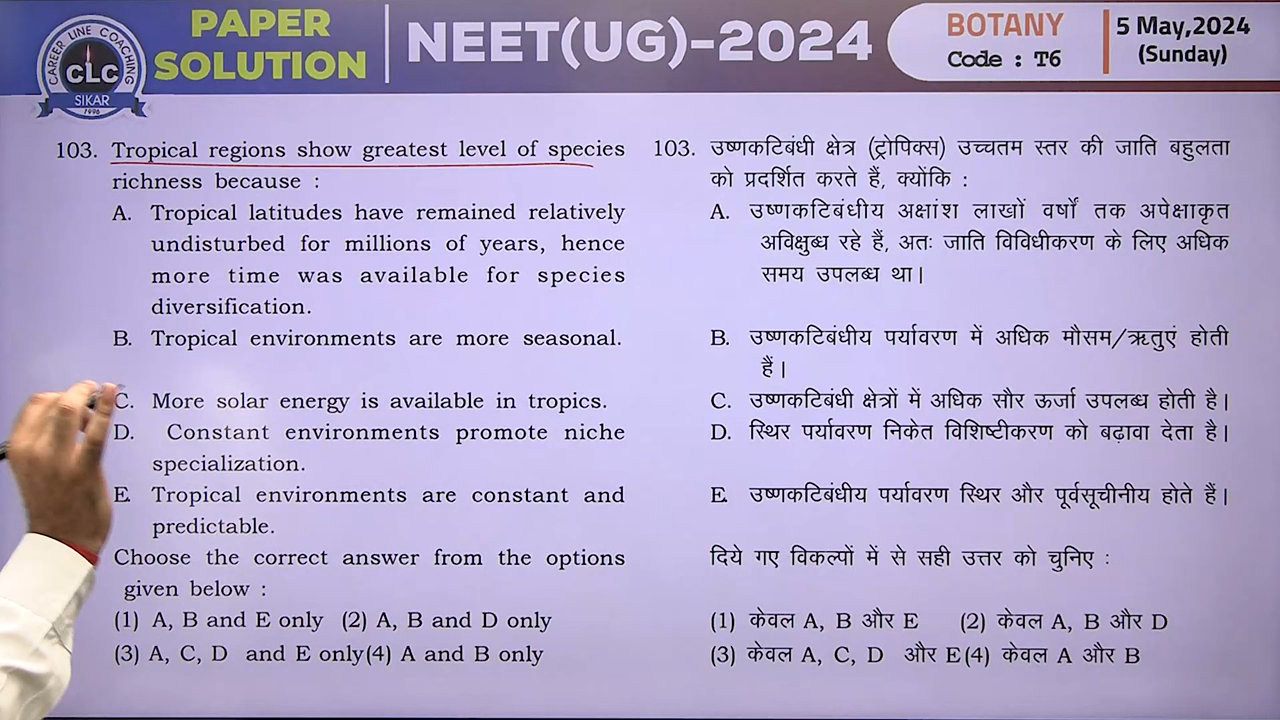 CAREER LINE COACHING
CLC
SIKAR
1996
PAPER
SOLUTION
NEET(UG)-2024
BOTANY
Code : T6
5 May,2024
(Sunday)
103. Tropical regions show greatest level of species
richness because :
A. Tropical latitudes have remained relatively
undisturbed for millions of years, hence
more time was available for species
diversification.
B. Tropical environments are more seasonal.
C. More solar energy is available in tropics.
D. Constant environments promote niche
specialization.
E. Tropical environments are constant and
predictable.
Choose the correct answer from the options
given below :
(1) A, B and E only (2) A, B and D only
(3) A, C, D and E only(4) A and B only
103. उष्णकटिबंधी क्षेत्र (ट्रोपिक्स) उच्चतम स्तर की जाति बहुलता
को प्रदर्शित करते हैं, क्योंकि :
A. उष्णकटिबंधीय अक्षांश लाखों वर्षों तक अपेक्षाकृत
अविक्षुब्ध रहे हैं, अतः जाति विविधीकरण के लिए अधिक
समय उपलब्ध था।
B. उष्णकटिबंधीय पर्यावरण में अधिक मौसम/ऋतुएं होती
हैं।
C. उष्णकटिबंधी क्षेत्रों में अधिक सौर ऊर्जा उपलब्ध होती है।
D. स्थिर पर्यावरण निकेत विशिष्टीकरण को बढ़ावा देता है।
E. उष्णकटिबंधीय पर्यावरण स्थिर और पूर्वसूचीनीय होते हैं।
दिये गए विकल्पों में से सही उत्तर को चुनिए :
(1) केवल A, B और E (2) केवल A, B और D
(3) केवल A, C, D और E(4) केवल A और B